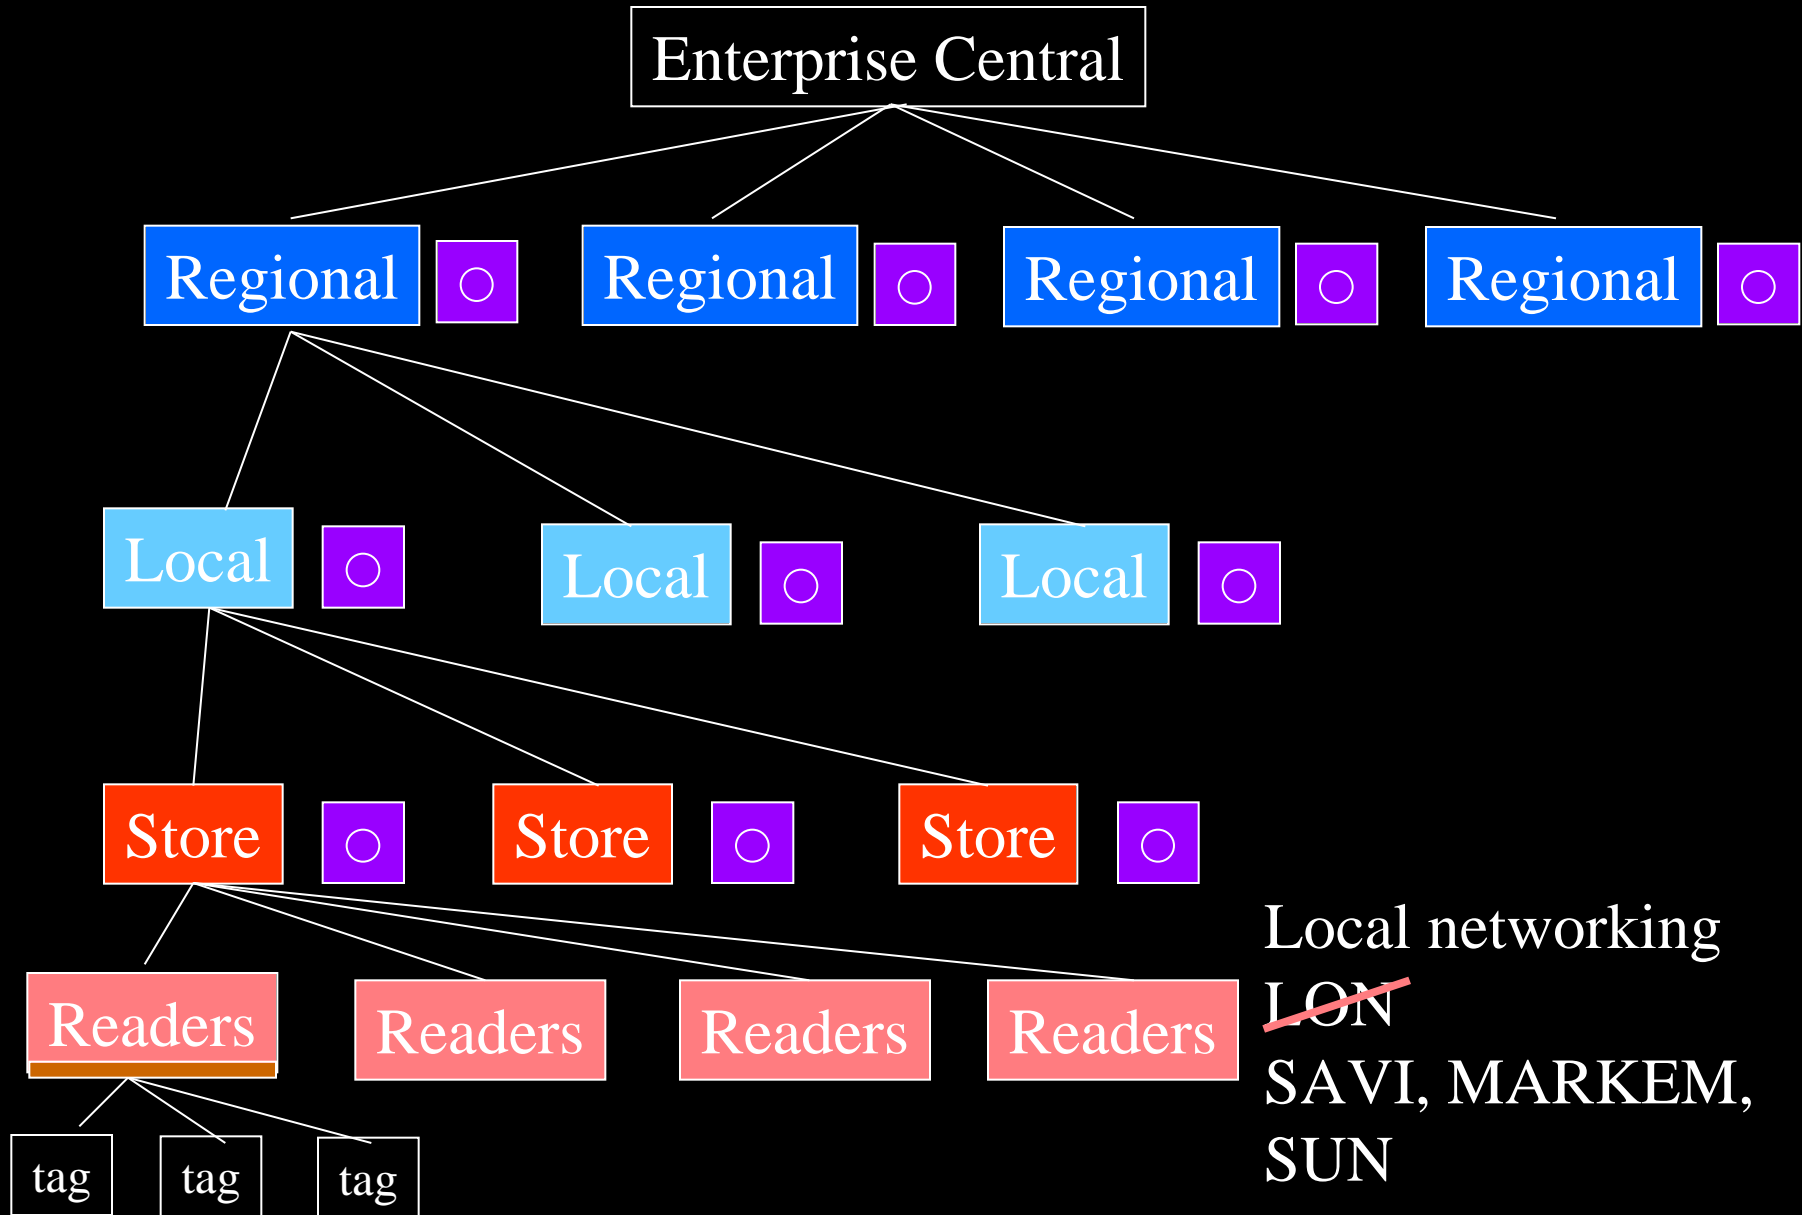 Enterprise Central
Regional Regional Regional Regional
Local Local Local
Store Store Store
Readers Readers Readers Readers
tag tag tag
Local networking
LON
SAVI, MARKEM,
SUN